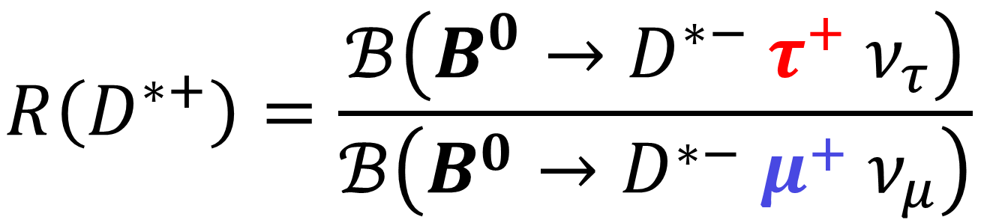 R(D*+) = ℬ(B⁰ → D*− τ+ ντ)
ℬ(B⁰ → D*− μ+ νμ)